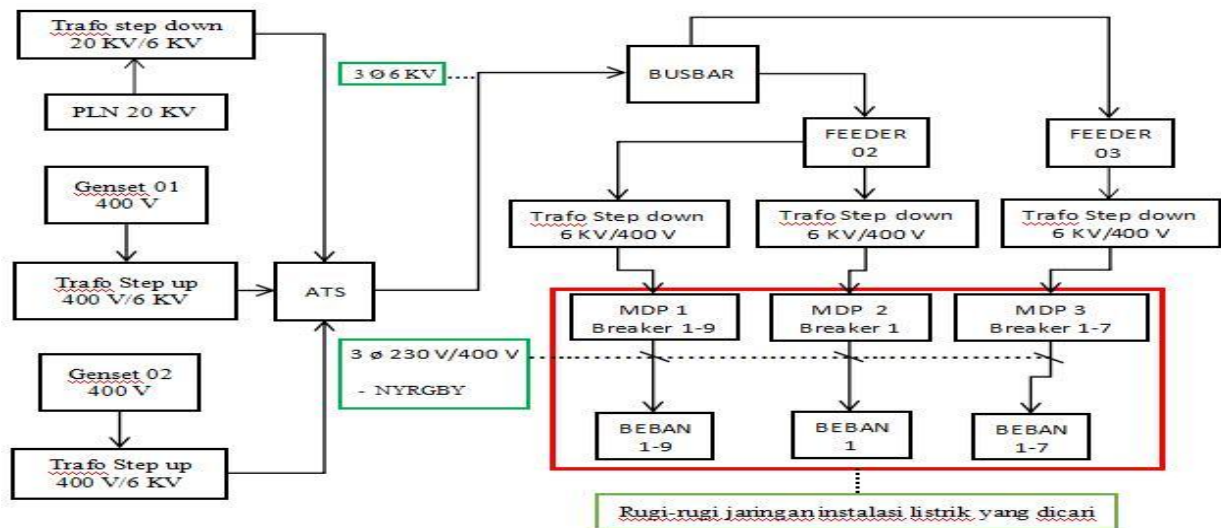 Trafo step down
20 KV/6 KV
PLN 20 KV
Genset 01
400 V
Trafo Step up
400 V/6 KV
Genset 02
400 V
Trafo Step up
400 V/6 KV
ATS
3 Ø 6 KV
BUSBAR
FEEDER
02
FEEDER
03
Trafo Step down
6 KV/400 V
Trafo Step down
6 KV/400 V
Trafo Step down
6 KV/400 V
MDP 1
Breaker 1-9
MDP 2
Breaker 1
MDP 3
Breaker 1-7
3 ø 230 V/400 V
- NYRGBY
BEBAN
1-9
BEBAN
1
BEBAN
1-7
Rugi-rugi jaringan instalasi listrik yang dicari